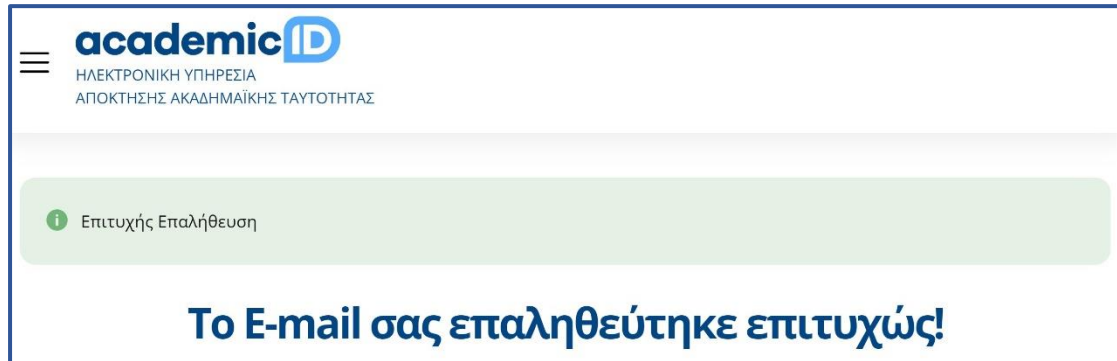 academicID
ΗΛΕΚΤΡΟΝΙΚΗ ΥΠΗΡΕΣΙΑ
ΑΠΟΚΤΗΣΗΣ ΑΚΑΔΗΜΑΪΚΗΣ ΤΑΥΤΟΤΗΤΑΣ
Επιτυχής Επαλήθευση
Το E-mail σας επαληθεύτηκε επιτυχώς!